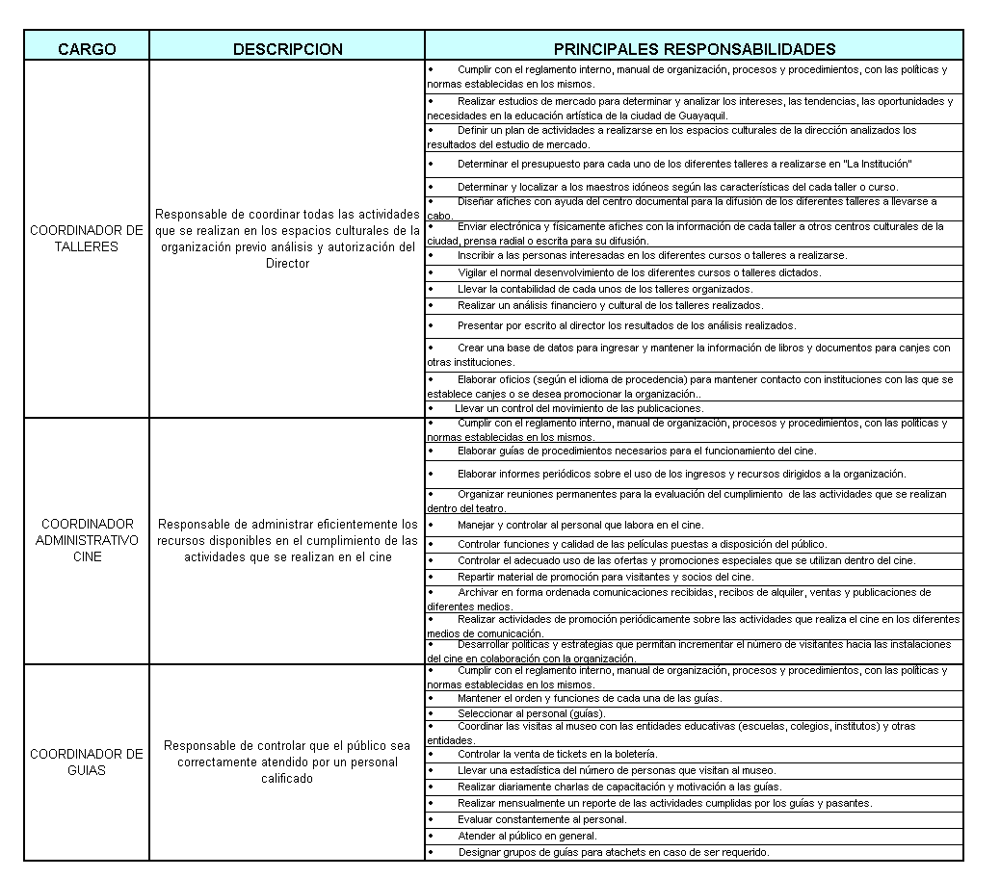 CARGO
DESCRIPCION
PRINCIPALES RESPONSABILIDADES
COORDINADOR DE
TALLERES
Responsable de coordinar todas las actividades
que se realizan en los espacios culturales de la
organización previo análisis y autorización del
Director
• Cumplir con el reglamento interno, manual de organización, procesos y procedimientos, con las políticas y
normas establecidas en los mismos.
• Realizar estudios de mercado para determinar y analizar los intereses, las tendencias, las oportunidades y
necesidades en la educación artística de la ciudad de Guayaquil.
• Definir un plan de actividades a realizarse en los espacios culturales de la dirección analizados los
resultados del estudio de mercado.
• Determinar el presupuesto para cada uno de los diferentes talleres a realizarse en "La Institución"
• Determinar y localizar a los maestros idóneos según las características del cada taller o curso.
• Diseñar afiches con ayuda del centro documental para la difusión de los diferentes talleres a llevarse a
cabo.
• Enviar electrónica y físicamente afiches con la información de cada taller a otros centros culturales de la
ciudad, prensa radial o escrita para su difusión.
• Inscribir a las personas interesadas en los diferentes cursos o talleres a realizarse.
• Vigilar el normal desenvolvimiento de los diferentes cursos o talleres dictados.
• Llevar la contabilidad de cada unos de los talleres organizados.
• Realizar un análisis financiero y cultural de los talleres realizados.
• Presentar por escrito al director los resultados de los análisis realizados.
• Crear una base de datos para ingresar y mantener la información de libros y documentos para canjes con
otras instituciones.
• Elaborar oficios (según el idioma de procedencia) para mantener contacto con instituciones con las que se
establece canjes o se desea promocionar la organización..
• Llevar un control del movimiento de las publicaciones.
COORDINADOR
ADMINISTRATIVO
CINE
Responsable de administrar eficientemente los
recursos disponibles en el cumplimiento de las
actividades que se realizan en el cine
• Cumplir con el reglamento interno, manual de organización, procesos y procedimientos, con las políticas y
normas establecidas en los mismos.
• Elaborar guías de procedimientos necesarios para el funcionamiento del cine.
• Elaborar informes periódicos sobre el uso de los ingresos y recursos dirigidos a la organización.
• Organizar reuniones permanentes para la evaluación del cumplimiento de las actividades que se realizan
dentro del teatro.
• Manejar y controlar al personal que labora en el cine.
• Controlar funciones y calidad de las películas puestas a disposición del público.
• Controlar el adecuado uso de las ofertas y promociones especiales que se utilizan dentro del cine.
• Repartir material de promoción para visitantes y socios del cine.
• Archivar en forma ordenada comunicaciones recibidas, recibos de alquiler, ventas y publicaciones de
diferentes medios.
• Realizar actividades de promoción periódicamente sobre las actividades que realiza el cine en los diferentes
medios de comunicación.
• Desarrollar políticas y estrategias que permitan incrementar el número de visitantes hacia las instalaciones
del cine en colaboración con la organización.
COORDINADOR DE
GUIAS
Responsable de controlar que el público sea
correctamente atendido por un personal
calificado
• Cumplir con el reglamento interno, manual de organización, procesos y procedimientos, con las políticas y
normas establecidas en los mismos.
• Mantener el orden y funciones de cada una de las guías.
• Seleccionar al personal (guías).
• Coordinar las visitas al museo con las entidades educativas (escuelas, colegios, institutos) y otras
entidades.
• Controlar la venta de tickets en la boletería.
• Llevar una estadística del número de personas que visitan al museo.
• Realizar diariamente charlas de capacitación y motivación a las guías.
• Realizar mensualmente un reporte de las actividades cumplidas por los guías y pasantes.
• Evaluar constantemente al personal.
• Atender al público en general.
• Designar grupos de guías para atachets en caso de ser requerido.